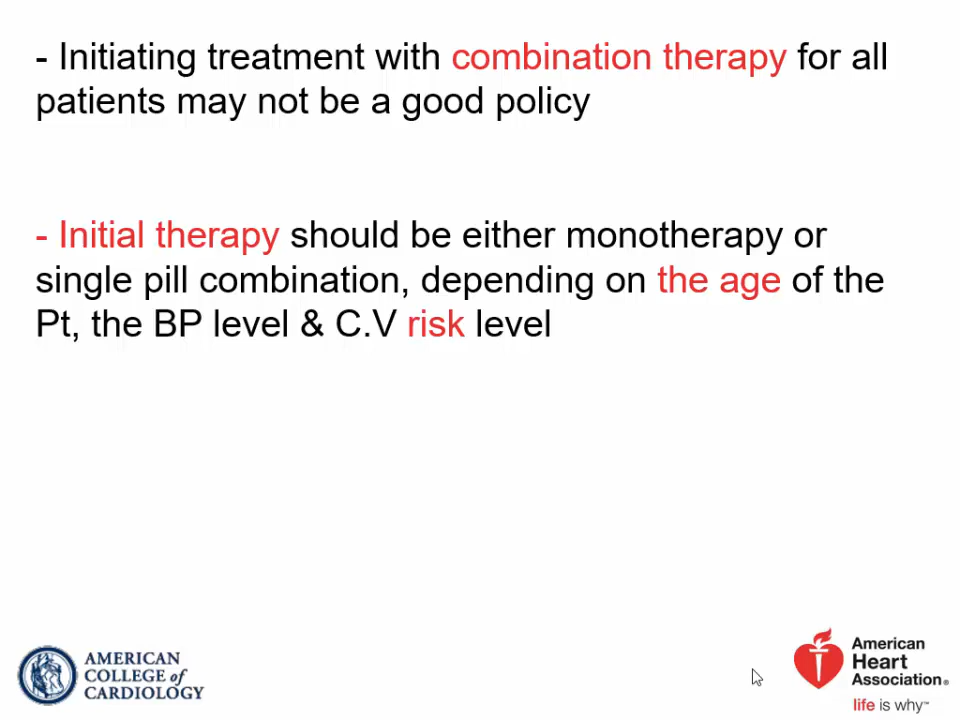 - Initiating treatment with combination therapy for all
patients may not be a good policy
- Initial therapy should be either monotherapy or
single pill combination, depending on the age of the
Pt, the BP level & C.V risk level
AMERICAN
COLLEGE of
CARDIOLOGY
American
Heart
Association®
life is why™